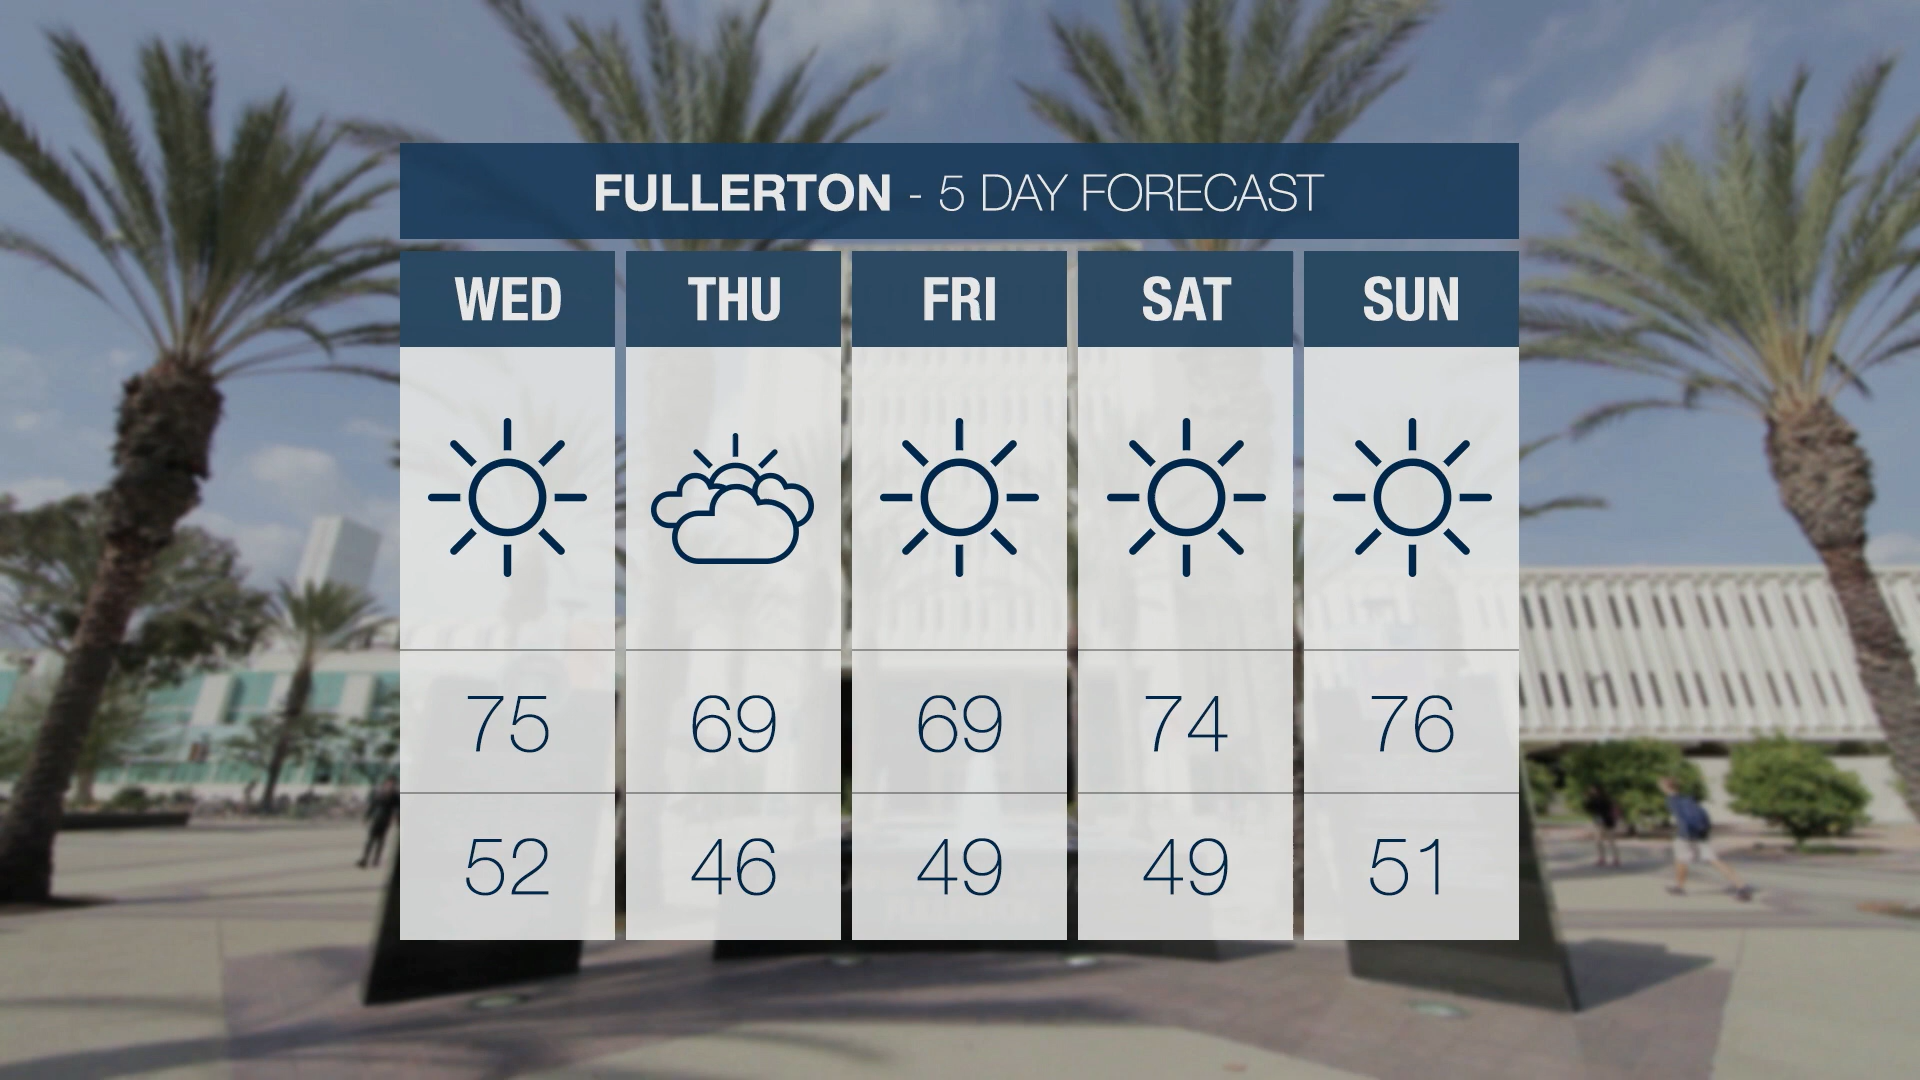 FULLERTON - 5 DAY FORECAST
WED THU FRI SAT SUN
75 69 69 74 76
52 46 49 49 51